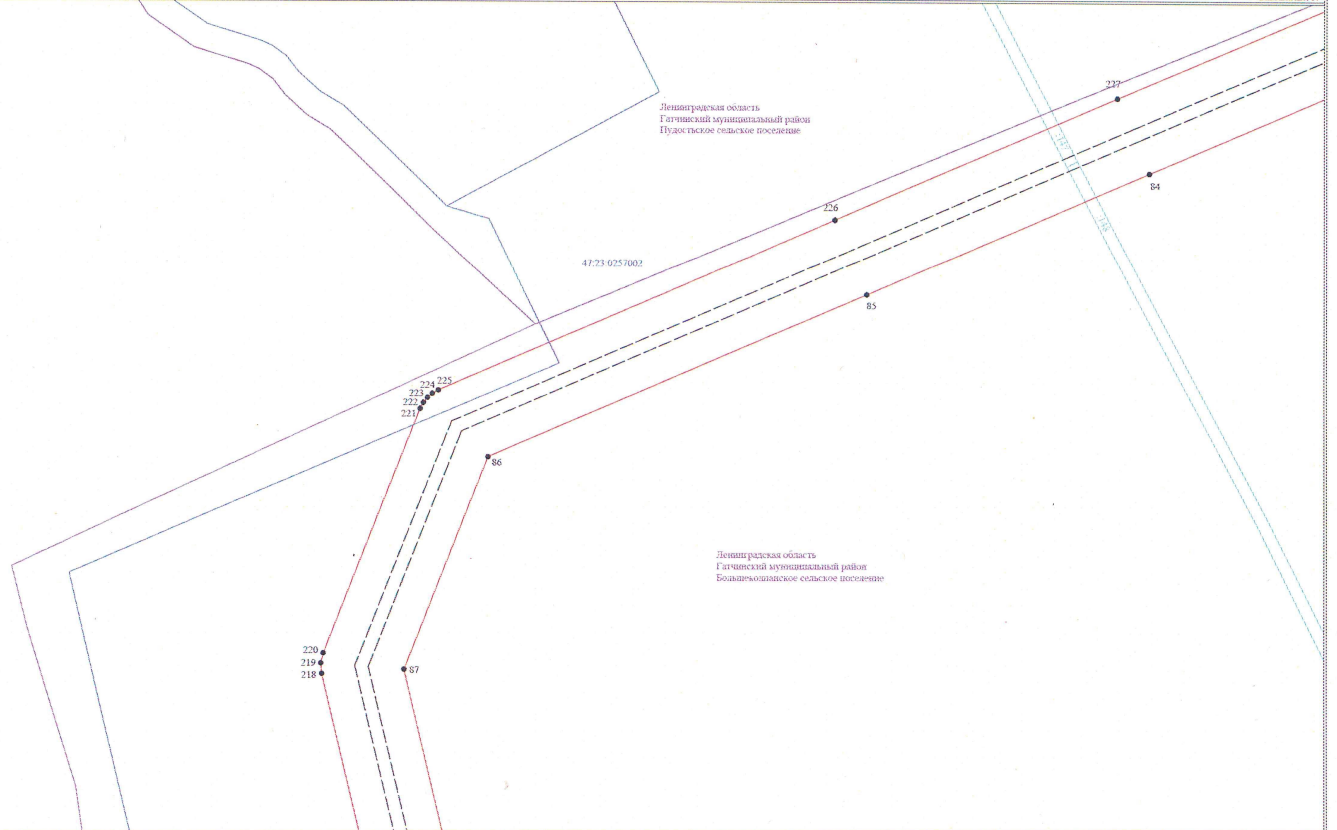 227
Ленинградская область
Гатчинский муниципальный район
Пудостьское сельское поселение
84
226
47:23:0257002
85
225
224
223
222
221
86
Ленинградская область
Гатчинский муниципальный район
Большеколпанское сельское поселение
220
219
218
87